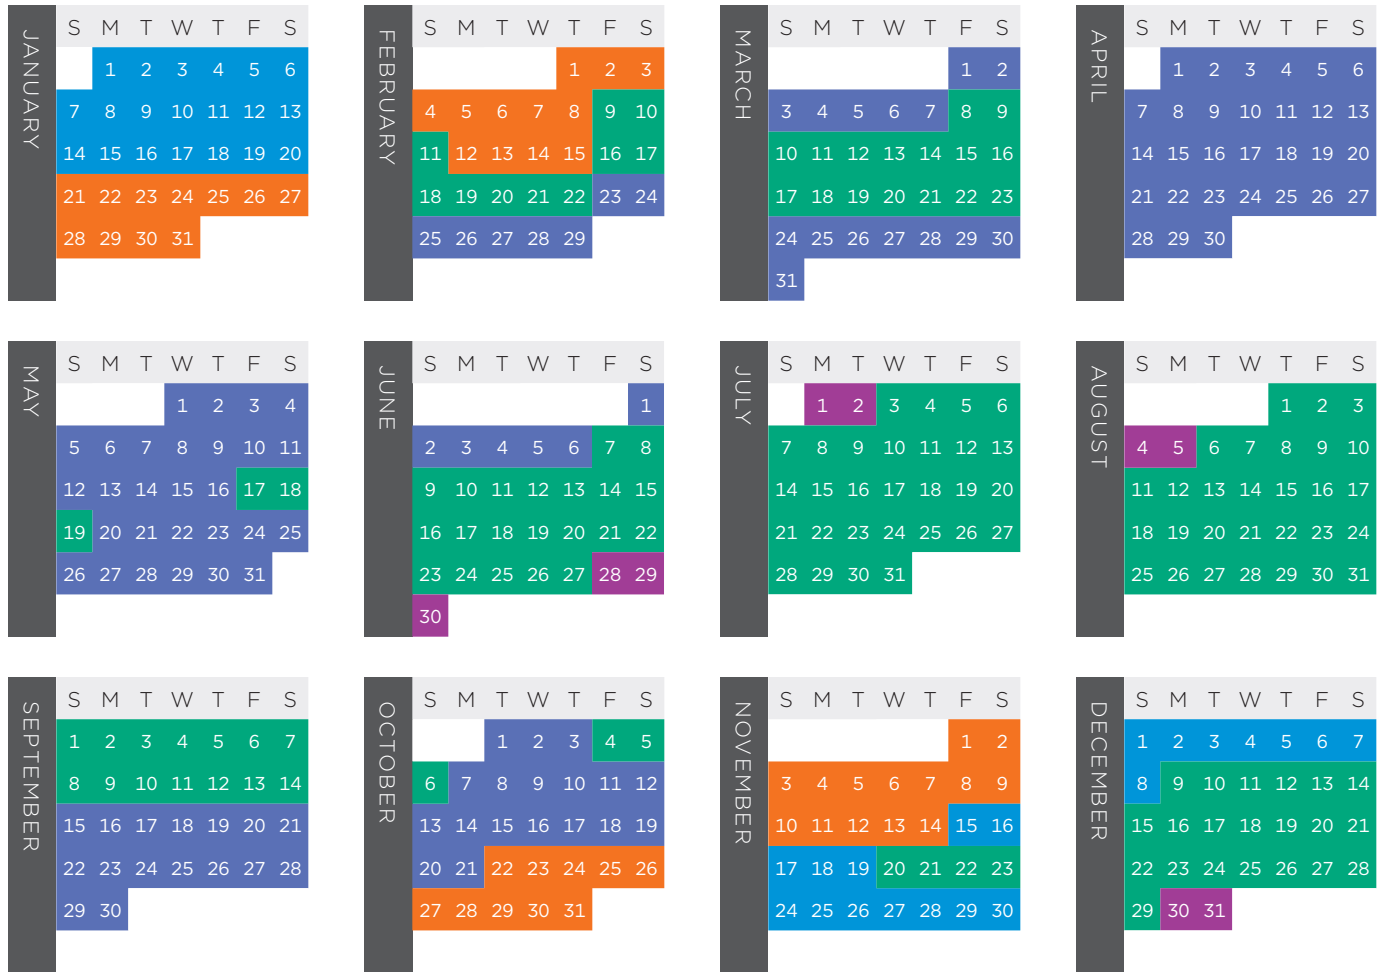 JANUARY
S M T W T F S
1 2 3 4 5 6
7 8 9 10 11 12 13
14 15 16 17 18 19 20
21 22 23 24 25 26 27
28 29 30 31
FEBRUARY
S M T W T F S
1 2 3
4 5 6 7 8 9 10
11 12 13 14 15 16 17
18 19 20 21 22 23 24
25 26 27 28 29
MARCH
S M T W T F S
1 2
3 4 5 6 7 8 9
10 11 12 13 14 15 16
17 18 19 20 21 22 23
24 25 26 27 28 29 30
31
APRIL
S M T W T F S
1 2 3 4 5 6
7 8 9 10 11 12 13
14 15 16 17 18 19 20
21 22 23 24 25 26 27
28 29 30
MAY
S M T W T F S
1 2 3 4
5 6 7 8 9 10 11
12 13 14 15 16 17 18
19 20 21 22 23 24 25
26 27 28 29 30 31
JUNE
S M T W T F S
1
2 3 4 5 6 7 8
9 10 11 12 13 14 15
16 17 18 19 20 21 22
23 24 25 26 27 28 29
30
JULY
S M T W T F S
1 2 3 4 5 6
7 8 9 10 11 12 13
14 15 16 17 18 19 20
21 22 23 24 25 26 27
28 29 30 31
AUGUST
S M T W T F S
1 2 3
4 5 6 7 8 9 10
11 12 13 14 15 16 17
18 19 20 21 22 23 24
25 26 27 28 29 30 31
SEPTEMBER
S M T W T F S
1 2 3 4 5 6 7
8 9 10 11 12 13 14
15 16 17 18 19 20 21
22 23 24 25 26 27 28
29 30
OCTOBER
S M T W T F S
1 2 3 4 5
6 7 8 9 10 11 12
13 14 15 16 17 18 19
20 21 22 23 24 25 26
27 28 29 30 31
NOVEMBER
S M T W T F S
1 2
3 4 5 6 7 8 9
10 11 12 13 14 15 16
17 18 19 20 21 22 23
24 25 26 27 28 29 30
DECEMBER
S M T W T F S
1 2 3 4 5 6 7
8 9 10 11 12 13 14
15 16 17 18 19 20 21
22 23 24 25 26 27 28
29 30 31